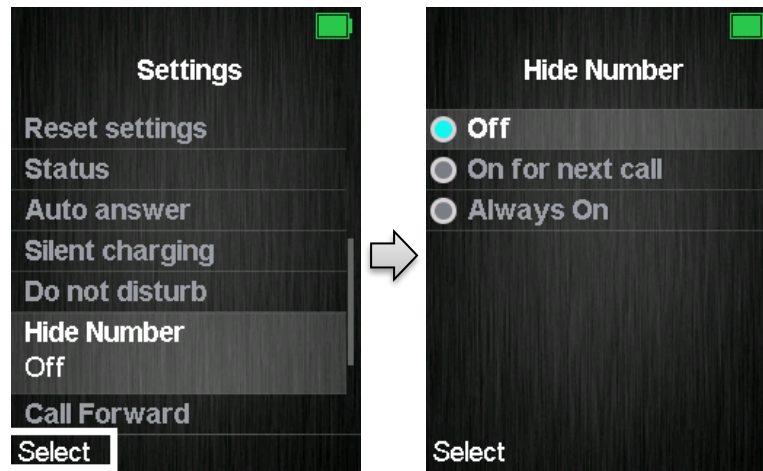 Settings
Reset settings
Status
Auto answer
Silent charging
Do not disturb
Hide Number
Off
Call Forward
Select
Hide Number
Off
On for next call
Always On
Select